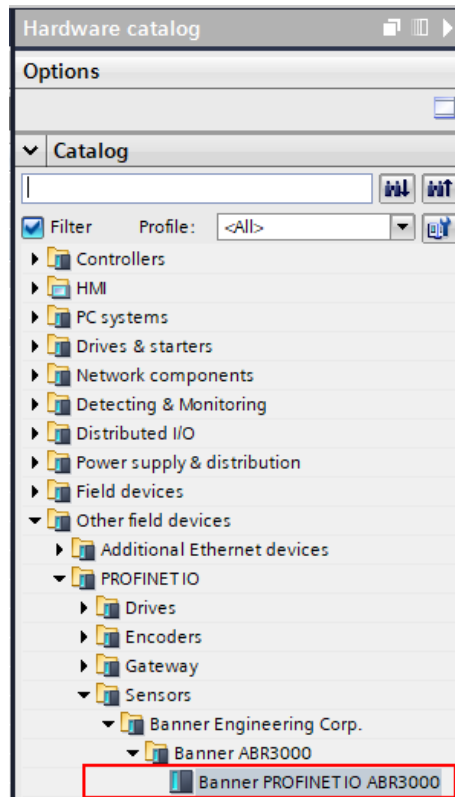 Hardware catalog
Options
Catalog
Filter Profile: <All>
Controllers
HMI
PC systems
Drives & starters
Network components
Detecting & Monitoring
Distributed I/O
Power supply & distribution
Field devices
Other field devices
Additional Ethernet devices
PROFINET IO
Drives
Encoders
Gateway
Sensors
Banner Engineering Corp.
Banner ABR3000
Banner PROFINET IO ABR3000